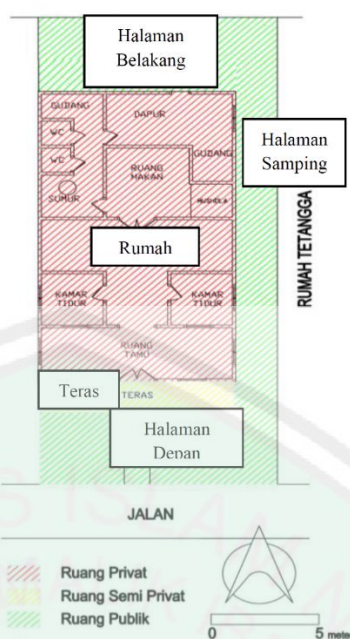 Halaman
Belakang
GUDANG
DAPUR
WC
WC
GUDANG
Halaman
Samping
RUANG
MAKAN
SUMUR
MUSHOLA
RUMAH TETANGGA
Rumah
KAMAR
TIDUR
KAMAR
TIDUR
RUANG
TAMU
Teras
TERAS
Halaman
Depan
JALAN
Ruang Privat
Ruang Semi Privat
Ruang Publik
0 5 meter